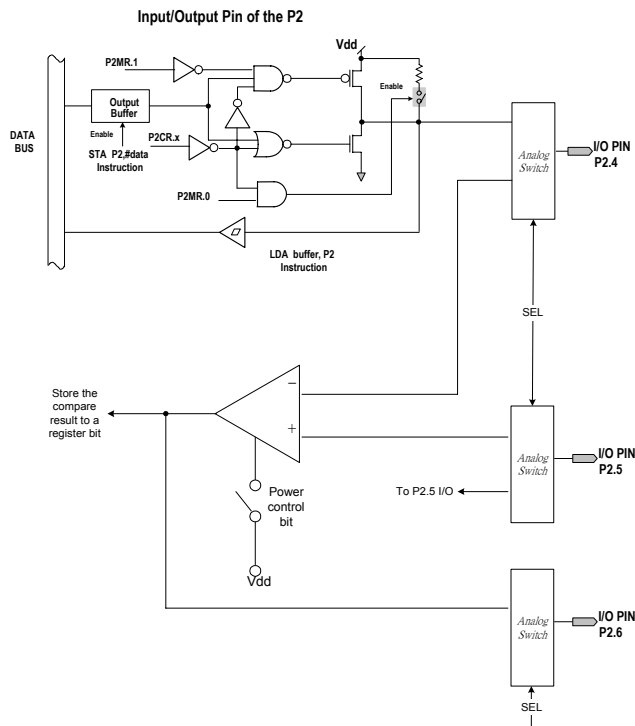 Input/Output Pin of the P2
Vdd
P2MR.1
Enable
Output
Buffer
DATA
BUS
Enable
P2CR.x
STA P2,#data
Instruction
P2MR.0
LDA buffer, P2
Instruction
Analog
Switch
I/O PIN
P2.4
SEL
Store the
compare
result to a
register bit
−
+
Power
control
bit
Vdd
To P2.5 I/O
Analog
Switch
I/O PIN
P2.5
Analog
Switch
I/O PIN
P2.6
SEL